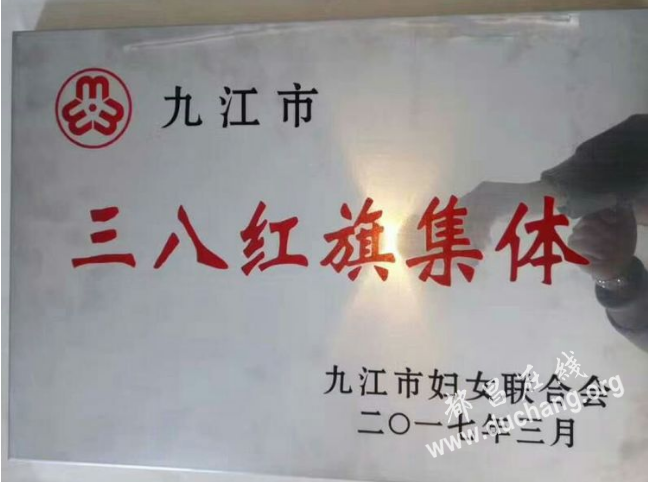 九江市
三八红旗集体
九江市妇女联合会
二〇一七年三月
都昌在线
www.duchang.org